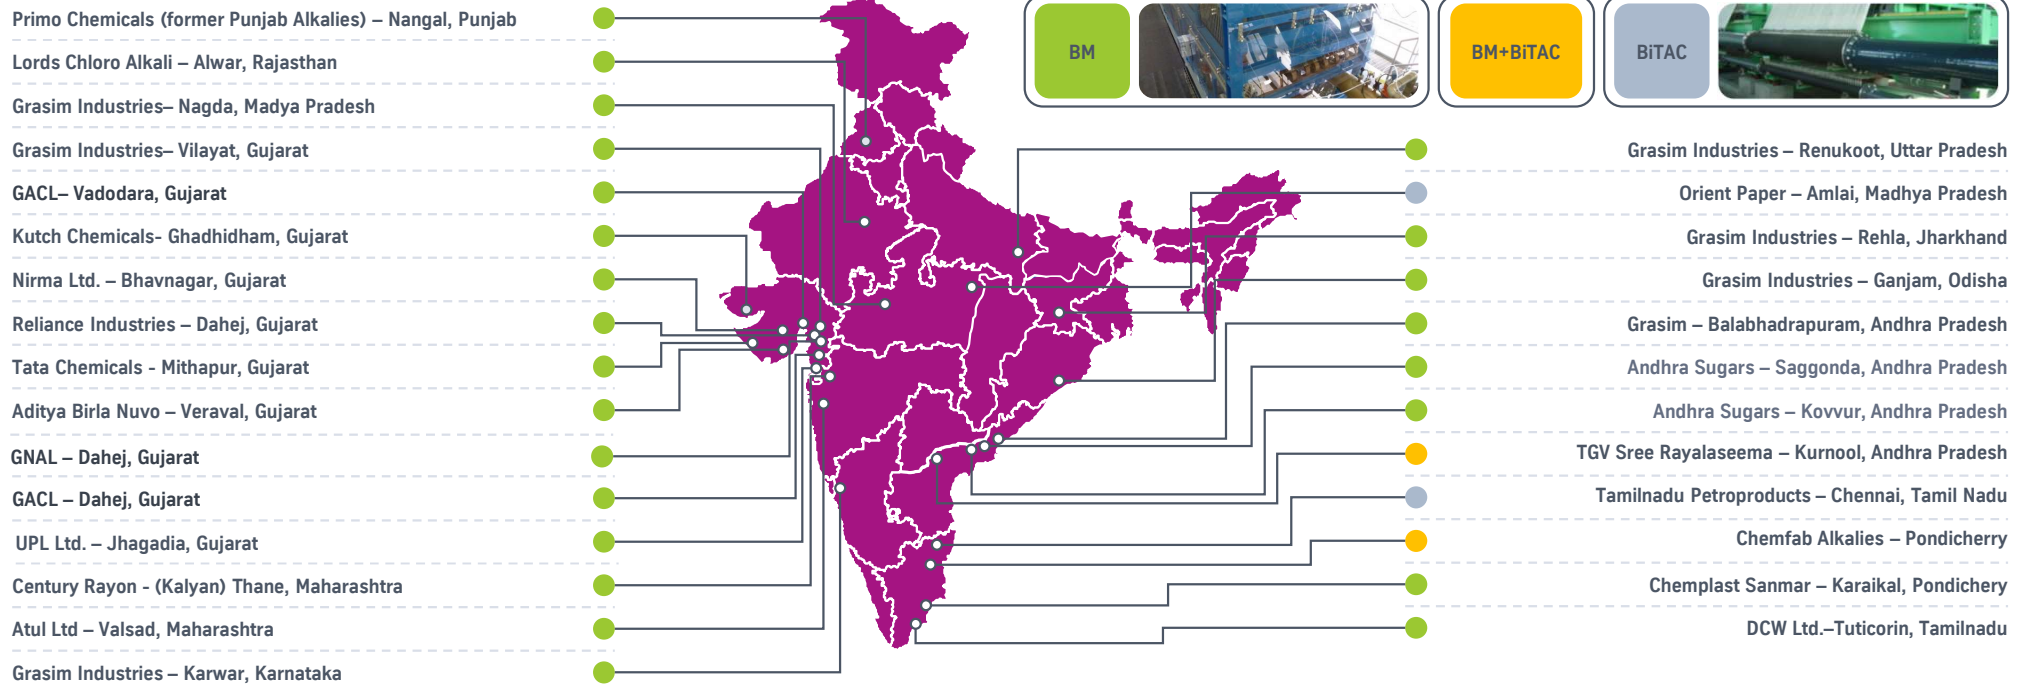 Primo Chemicals (former Punjab Alkalies) – Nangal, Punjab
Lords Chloro Alkali – Alwar, Rajasthan
Grasim Industries– Nagda, Madya Pradesh
Grasim Industries– Vilayat, Gujarat
GACL– Vadodara, Gujarat
Kutch Chemicals- Ghadhidham, Gujarat
Nirma Ltd. – Bhavnagar, Gujarat
Reliance Industries – Dahej, Gujarat
Tata Chemicals - Mithapur, Gujarat
Aditya Birla Nuvo – Veraval, Gujarat
GNAL – Dahej, Gujarat
GACL – Dahej, Gujarat
UPL Ltd. – Jhagadia, Gujarat
Century Rayon - (Kalyan) Thane, Maharashtra
Atul Ltd – Valsad, Maharashtra
Grasim Industries – Karwar, Karnataka
BM
BM+BiTAC
BiTAC
Grasim Industries – Renukoot, Uttar Pradesh
Orient Paper – Amlai, Madhya Pradesh
Grasim Industries – Rehla, Jharkhand
Grasim Industries – Ganjam, Odisha
Grasim – Balabhadrapuram, Andhra Pradesh
Andhra Sugars – Saggonda, Andhra Pradesh
Andhra Sugars – Kovvur, Andhra Pradesh
TGV Sree Rayalaseema – Kurnool, Andhra Pradesh
Tamilnadu Petroproducts – Chennai, Tamil Nadu
Chemfab Alkalies – Pondicherry
Chemplast Sanmar – Karaikal, Pondichery
DCW Ltd.–Tuticorin, Tamilnadu